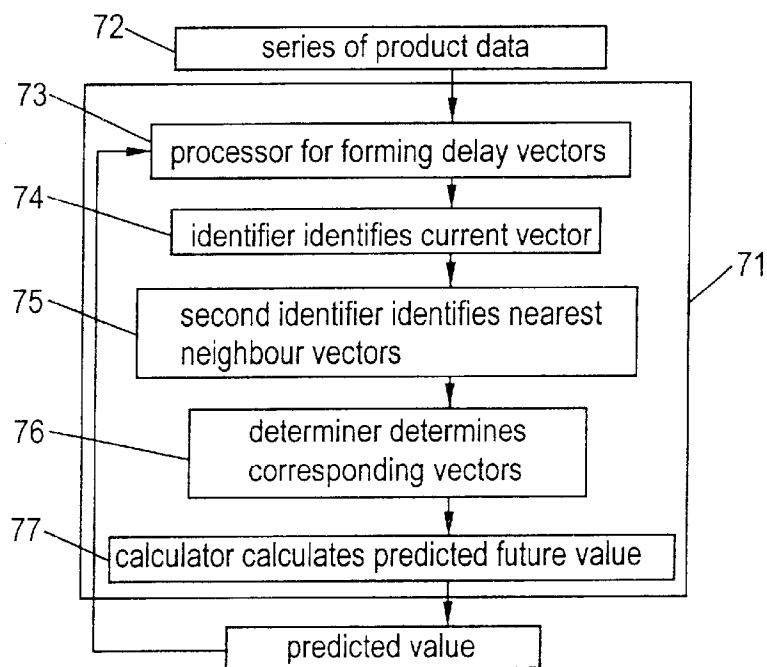 72
series of product data
73
processor for forming delay vectors
74
identifier identifies current vector
71
75
second identifier identifies nearest
neighbour vectors
76
determiner determines
corresponding vectors
77
calculator calculates predicted future value
predicted value